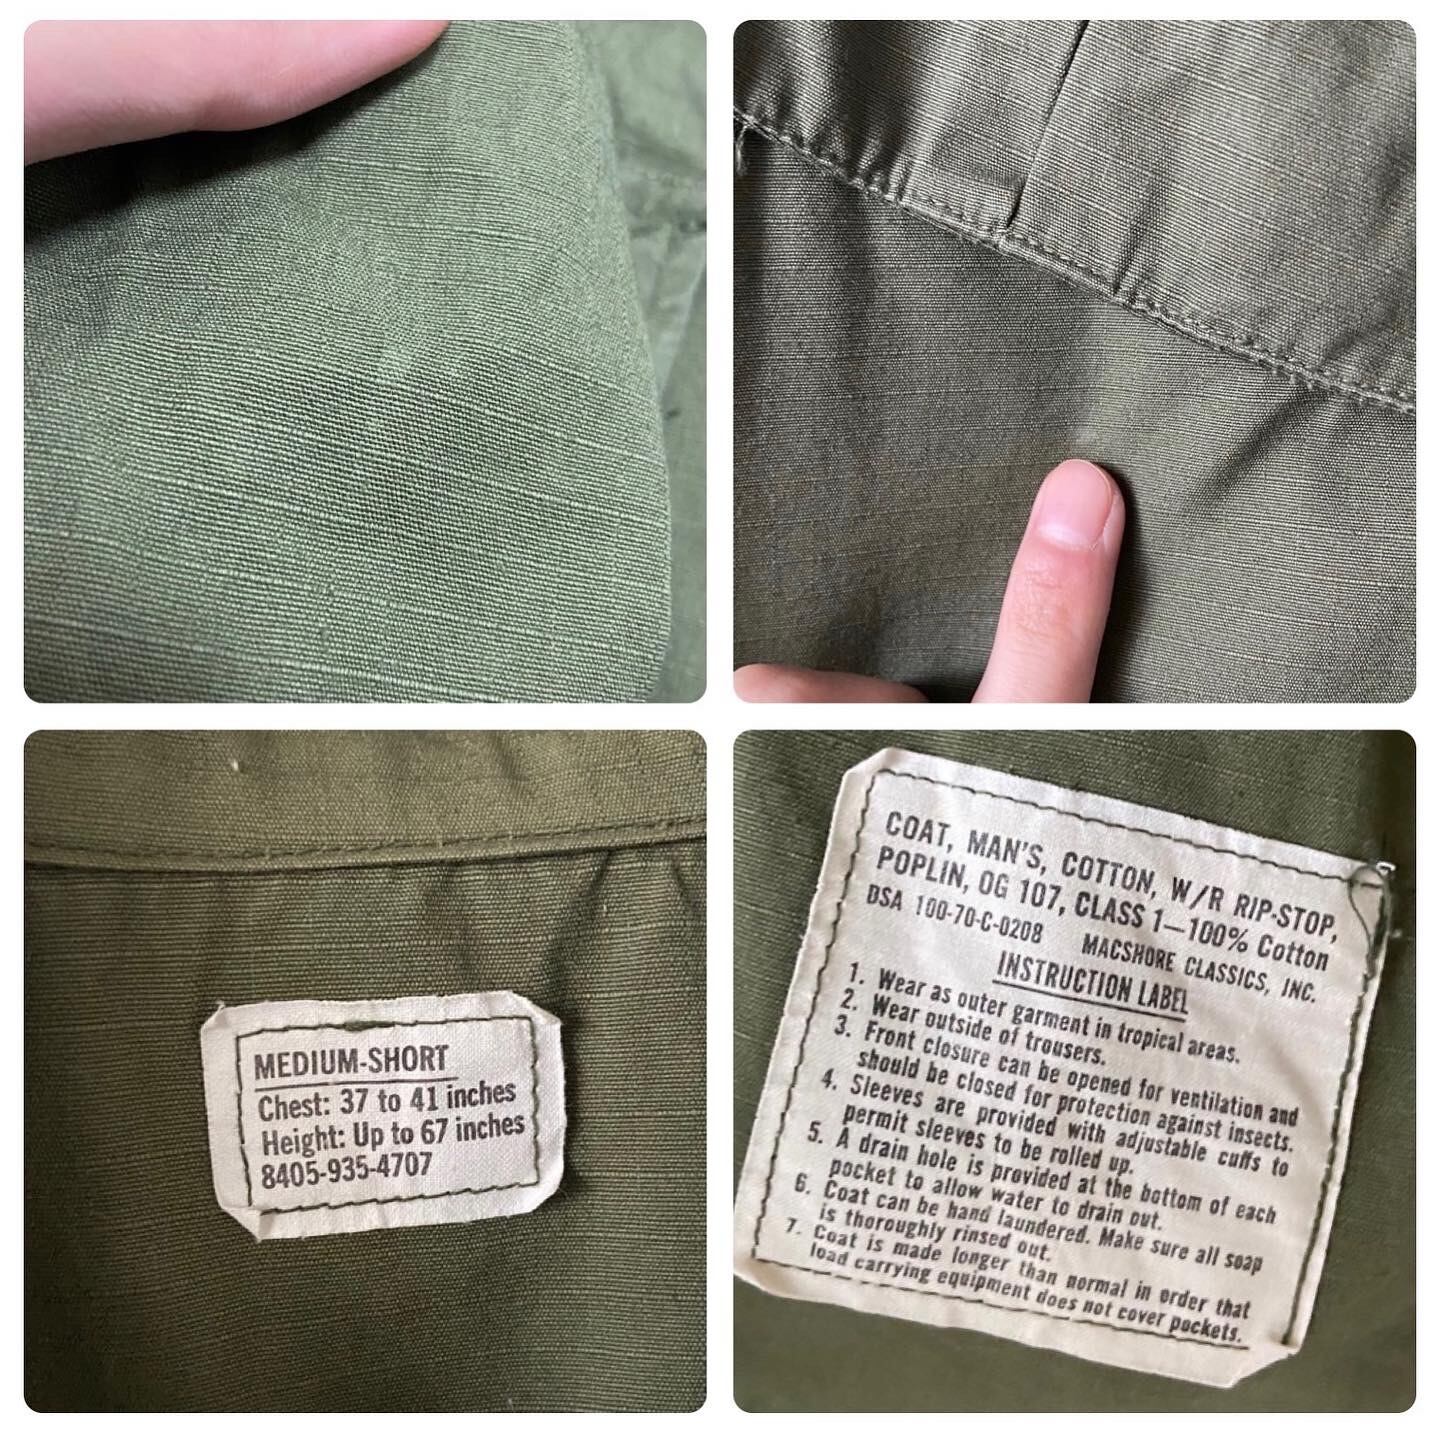 MEDIUM-SHORT
Chest: 37 to 41 inches
Height: Up to 67 inches
8405-935-4707
COAT, MAN'S, COTTON, W/R RIP-STOP,
POPLIN, OG 107, CLASS 1—100% Cotton
DSA 100-70-C-0208 MACSHORE CLASSICS, INC.
INSTRUCTION LABEL
1. Wear as outer garment in tropical areas.
2. Wear outside of trousers.
3. Front closure can be opened for ventilation and
should be closed for protection against insects.
4. Sleeves are provided with adjustable cuffs to
permit sleeves to be rolled up.
5. A drain hole is provided at the bottom of each
pocket to allow water to drain out.
6. Coat can be hand laundered. Make sure all soap
is thoroughly rinsed out.
7. Coat is made longer than normal in order that
load carrying equipment does not cover pockets.